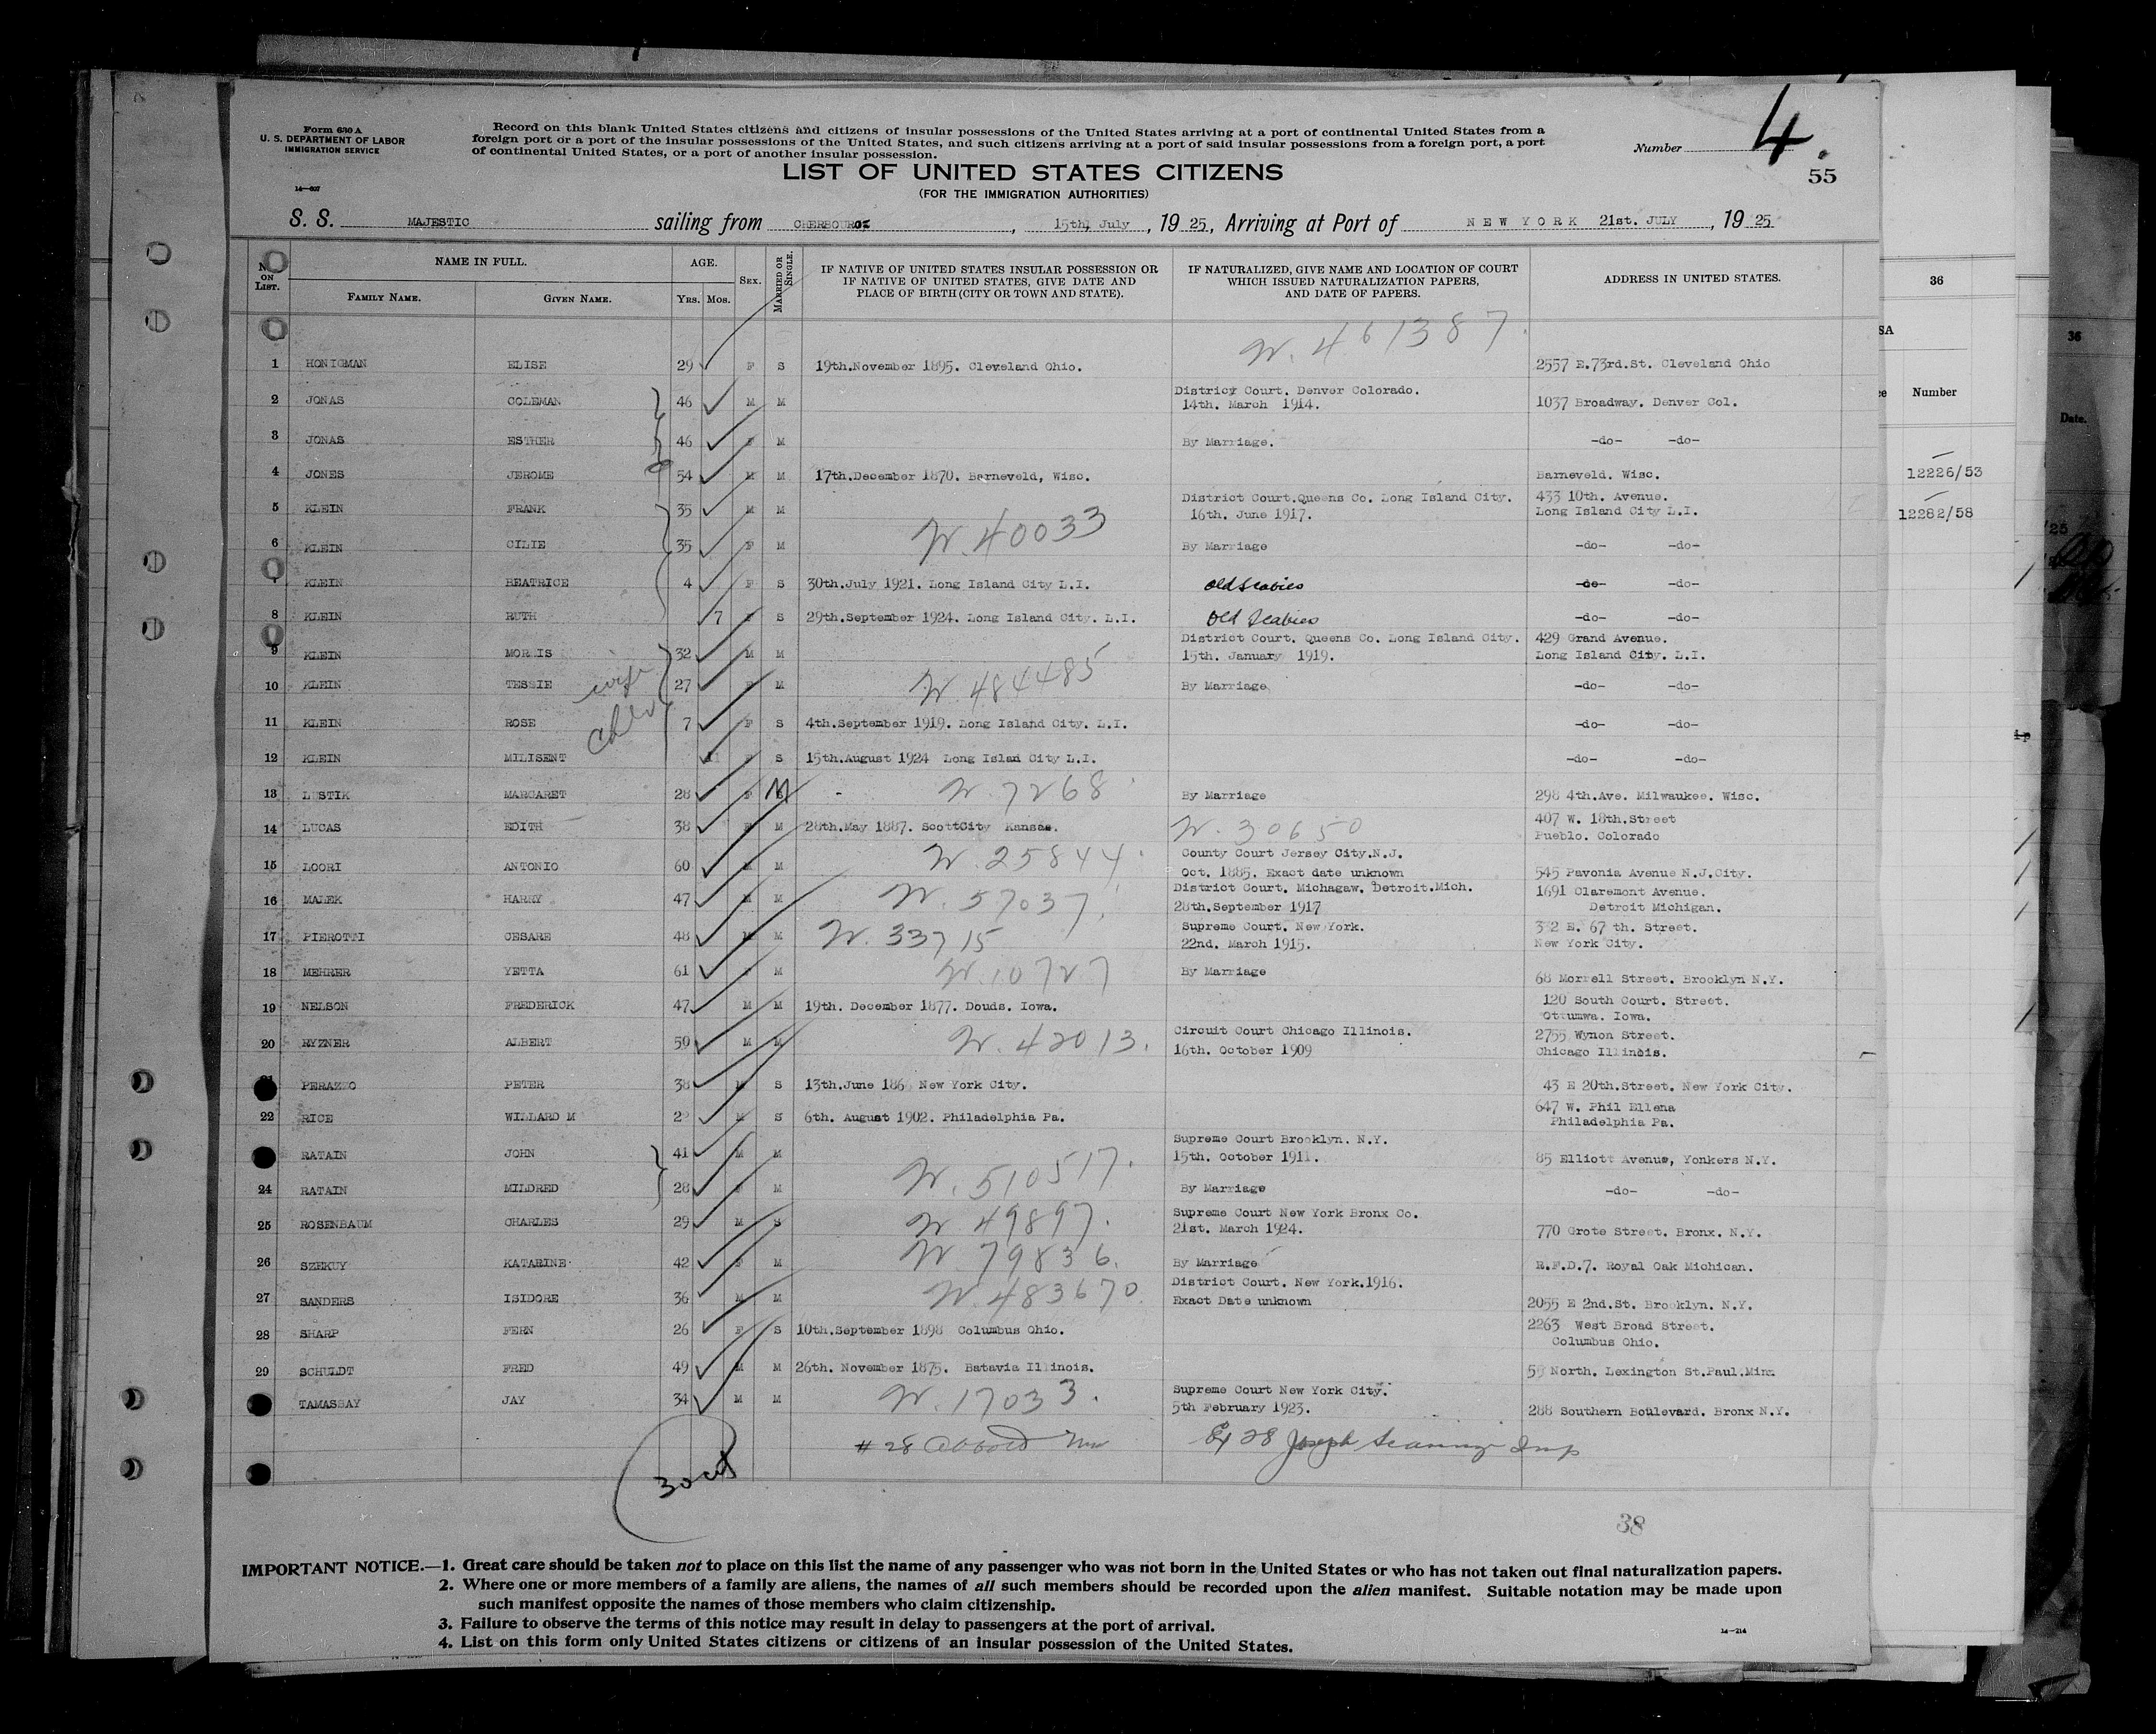 Form 630 A
U. S. DEPARTMENT OF LABOR
IMMIGRATION SERVICE
14—607
Record on this blank United States citizens and citizens of insular possessions of the United States arriving at a port of continental United States from a
foreign port or a port of the insular possessions of the United States, and such citizens arriving at a port of said insular possessions from a foreign port, a port
of continental United States, or a port of another insular possession.
Number 4.
55
LIST OF UNITED STATES CITIZENS
(FOR THE IMMIGRATION AUTHORITIES)
S. S. MAJESTIC sailing from CHERBOURG, 15th, July, 1925, Arriving at Port of NEW YORK 21st. JULY, 1925
No. ON LIST. NAME IN FULL. AGE. SEX. MARRIED OR SINGLE. IF NATIVE OF UNITED STATES INSULAR POSSESSION OR IF NATIVE OF UNITED STATES, GIVE DATE AND PLACE OF BIRTH (CITY OR TOWN AND STATE). IF NATURALIZED, GIVE NAME AND LOCATION OF COURT WHICH ISSUED NATURALIZATION PAPERS, AND DATE OF PAPERS. ADDRESS IN UNITED STATES.
FAMILY NAME. GIVEN NAME. YRS. MOS.
N. 461387.
1 HONIGMAN ELISE 29 F S 19th.November 1895. Cleveland Ohio. 2557 E.73rd.St. Cleveland Ohio
2 JONAS COLEMAN 46 M M District Court. Denver Colorado. 14th. March 1914. 1037 Broadway. Denver Col.
3 JONAS ESTHER 46 F M By Marriage. -do- -do-
4 JONES JEROME 54 M M 17th.December 1870. Barneveld, Wisc. Barneveld. Wisc.
5 KLEIN FRANK 35 M M District Court.Queens Co. Long Island City. 16th. June 1917. 433 10th. Avenue. Long Island City L.I.
N. 40033
6 KLEIN CILIE 35 F M By Marriage -do- -do-
7 KLEIN BEATRICE 4 F S 30th.July 1921. Long Island City L.I. old scabies -do- -do-
8 KLEIN RUTH 7 F S 29th.September 1924. Long Island City. L.I. old scabies -do- -do-
9 KLEIN MORRIS 32 M M District Court. Queens Co. Long Island City. 15th. January 1919. 429 Grand Avenue. Long Island City. L.I.
10 KLEIN TESSIE wife 27 F M N. 484485 By Marriage -do- -do-
11 KLEIN ROSE 7 F S 4th.September 1919. Long Island City. L.I. -do- -do-
12 KLEIN MILISENT 11 F S 15th.August 1924 Long Islan City L.I. -do- -do-
13 LUSTIK MARGARET 28 F M N. 7268 By Marriage 298 4th.Ave. Milwaukee. Wisc.
14 LUCAS EDITH 38 F M 28th.May 1887. ScottCity Kansas. N. 30650 407 W. 18th.Street Pueblo. Colorado
15 LOORI ANTONIO 60 M M N. 25844. County Court Jersey City.N.J. Oct. 1885. Exact date unknown 545 Pavonia Avenue N.J.City.
16 MALEK HARRY 47 M M N. 57037. District Court. Michagaw. Detroit.Mich. 28th.September 1917 1691 Claremont Avenue. Detroit Michigan.
17 PIEROTTI CESARE 48 M M N. 33715 Supreme Court. New York. 22nd. March 1915. E. 67 th. Street. New York City.
18 MEHRER YETTA 61 F M N. 10727 By Marriage 68 Morrell Street. Brooklyn N.Y.
19 NELSON FREDERICK 47 M M 19th. December 1877. Douds. Iowa. 120 South Court. Street. Ottumwa. Iowa.
20 RYZNER ALBERT 59 M M N. 42013. Circuit Court Chicago Illinois. 16th. October 1909 2755 Wynon Street. Chicago Illinois.
21 PERAZZO PETER 38 M S 13th.June New York City. 43 E 20th.Street. New York City.
22 RICE WILLARD M 22 M S 6th. August 1902. Philadelphia Pa. 647 W. Phil Ellena Philadelphia Pa.
RATAIN JOHN 41 M M Supreme Court Brooklyn. N.Y. 15th. October 1911. 85 Elliott Avenue, Yonkers N.Y.
N. 510517.
24 RATAIN MILDRED 28 F M By Marriage -do- -do-
25 ROSENBAUM CHARLES 29 M S N 49897. Supreme Court New York Bronx Co. 21st. March 1924. 770 Grote Street. Bronx. N.Y.
26 SZEKUY KATARINE 42 F M N 79836. By Marriage R.F.D.7. Royal Oak Michican.
27 SANDERS ISIDORE 36 M M N. 483670. District Court. New York.1916. Exact Date unknown 2055 E 2nd.St. Brooklyn. N.Y.
28 SHARP FERN 26 F S 10th.September 1898 Columbus Ohio. 2263 West Broad Street. Columbus Ohio.
29 SCHULDT FRED 49 M M 26th. November 1875. Batavia Illinois. North. Lexington St.Paul.Minn
TAMASSAY JAY 34 M M N. 17033. Supreme Court New York City. 5th February 1923. 288 Southern Boulevard. Bronx N.Y.
# 28 Joseph Insp
38
IMPORTANT NOTICE.—1. Great care should be taken not to place on this list the name of any passenger who was not born in the United States or who has not taken out final naturalization papers.
2. Where one or more members of a family are aliens, the names of all such members should be recorded upon the alien manifest. Suitable notation may be made upon
such manifest opposite the names of those members who claim citizenship.
3. Failure to observe the terms of this notice may result in delay to passengers at the port of arrival.
4. List on this form only United States citizens or citizens of an insular possession of the United States.
14—214
36
Number
12226/53
12282/58
36
Date.